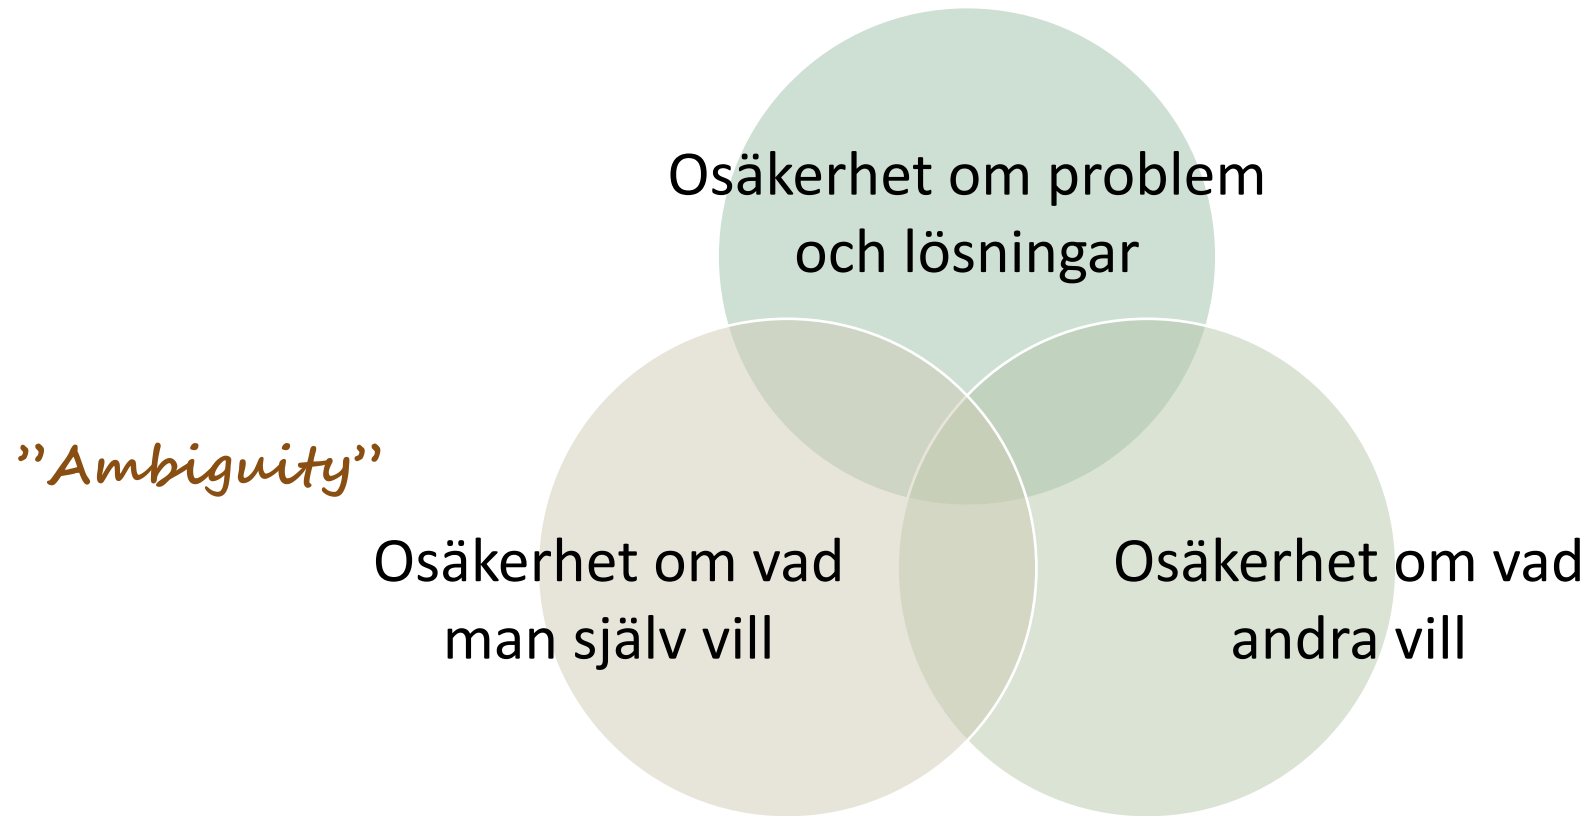 Osäkerhet om problem
och lösningar
”Ambiguity”
Osäkerhet om vad
man själv vill
Osäkerhet om vad
andra vill